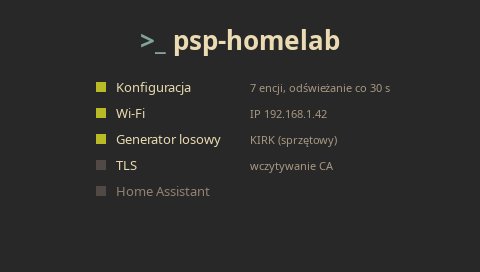 >_ psp-homelab
Konfiguracja 7 encji, odświeżanie co 30 s
Wi-Fi IP 192.168.1.42
Generator losowy KIRK (sprzętowy)
TLS wczytywanie CA
Home Assistant